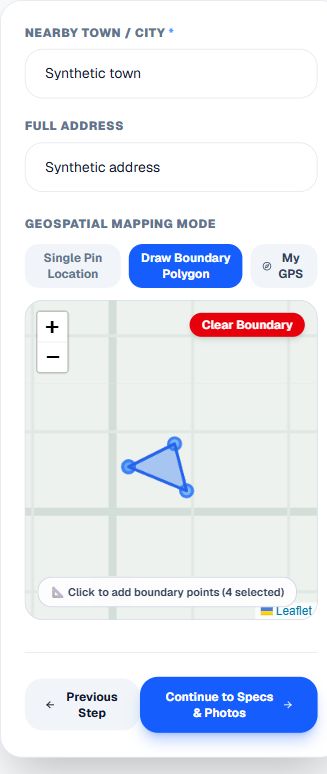 NEARBY TOWN / CITY *
Synthetic town
FULL ADDRESS
Synthetic address
GEOSPATIAL MAPPING MODE
Single Pin
Location
Draw Boundary
Polygon
My
GPS
+
Clear Boundary
−
📐 Click to add boundary points (4 selected)
Leaflet
← Previous
Step
Continue to Specs →
& Photos